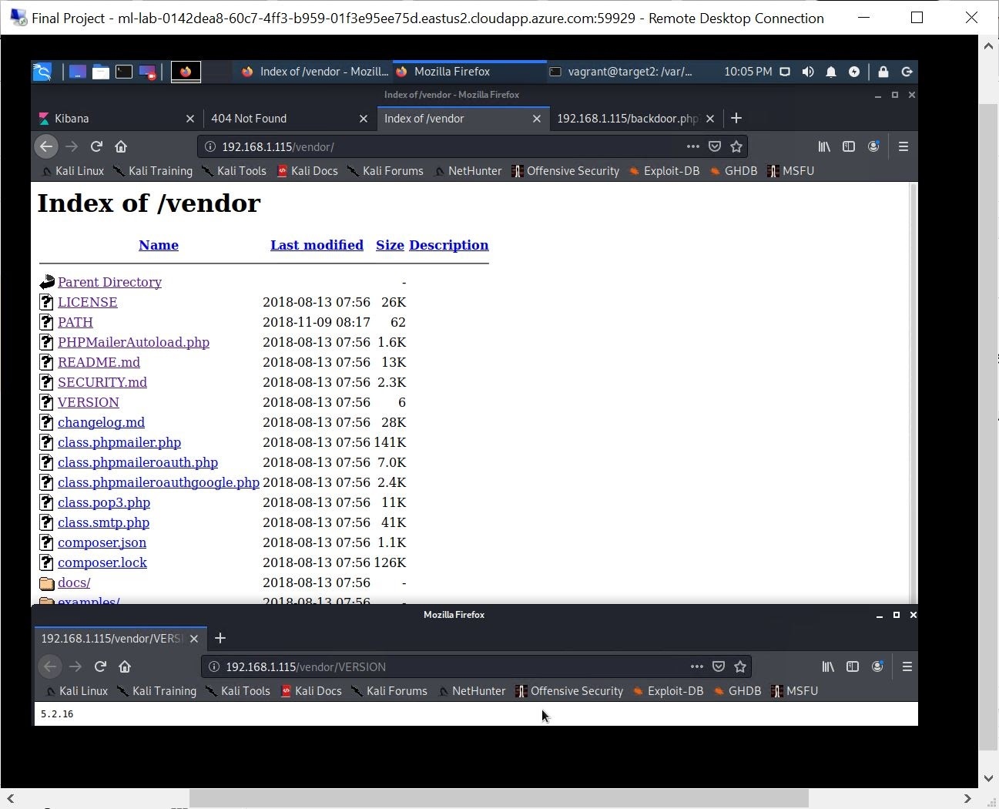 Final Project - ml-lab-0142dea8-60c7-4ff3-b959-01f3e95ee75d.eastus2.cloudapp.azure.com:59929 - Remote Desktop Connection
Index of /vendor - Mozill... Mozilla Firefox vagrant@target2: /var/... 10:05 PM
Index of /vendor - Mozilla Firefox
Kibana 404 Not Found Index of /vendor 192.168.1.115/backdoor.php
192.168.1.115/vendor/
Kali Linux Kali Training Kali Tools Kali Docs Kali Forums NetHunter Offensive Security Exploit-DB GHDB MSFU
Index of /vendor
Name Last modified Size Description
Parent Directory -
LICENSE 2018-08-13 07:56 26K
PATH 2018-11-09 08:17 62
PHPMailerAutoload.php 2018-08-13 07:56 1.6K
README.md 2018-08-13 07:56 13K
SECURITY.md 2018-08-13 07:56 2.3K
VERSION 2018-08-13 07:56 6
changelog.md 2018-08-13 07:56 28K
class.phpmailer.php 2018-08-13 07:56 141K
class.phpmaileroauth.php 2018-08-13 07:56 7.0K
class.phpmaileroauthgoogle.php 2018-08-13 07:56 2.4K
class.pop3.php 2018-08-13 07:56 11K
class.smtp.php 2018-08-13 07:56 41K
composer.json 2018-08-13 07:56 1.1K
composer.lock 2018-08-13 07:56 126K
docs/ 2018-08-13 07:56 -
examples/ 2018-08-13 07:56 -
Mozilla Firefox
192.168.1.115/vendor/VERS
192.168.1.115/vendor/VERSION
Kali Linux Kali Training Kali Tools Kali Docs Kali Forums NetHunter Offensive Security Exploit-DB GHDB MSFU
5.2.16